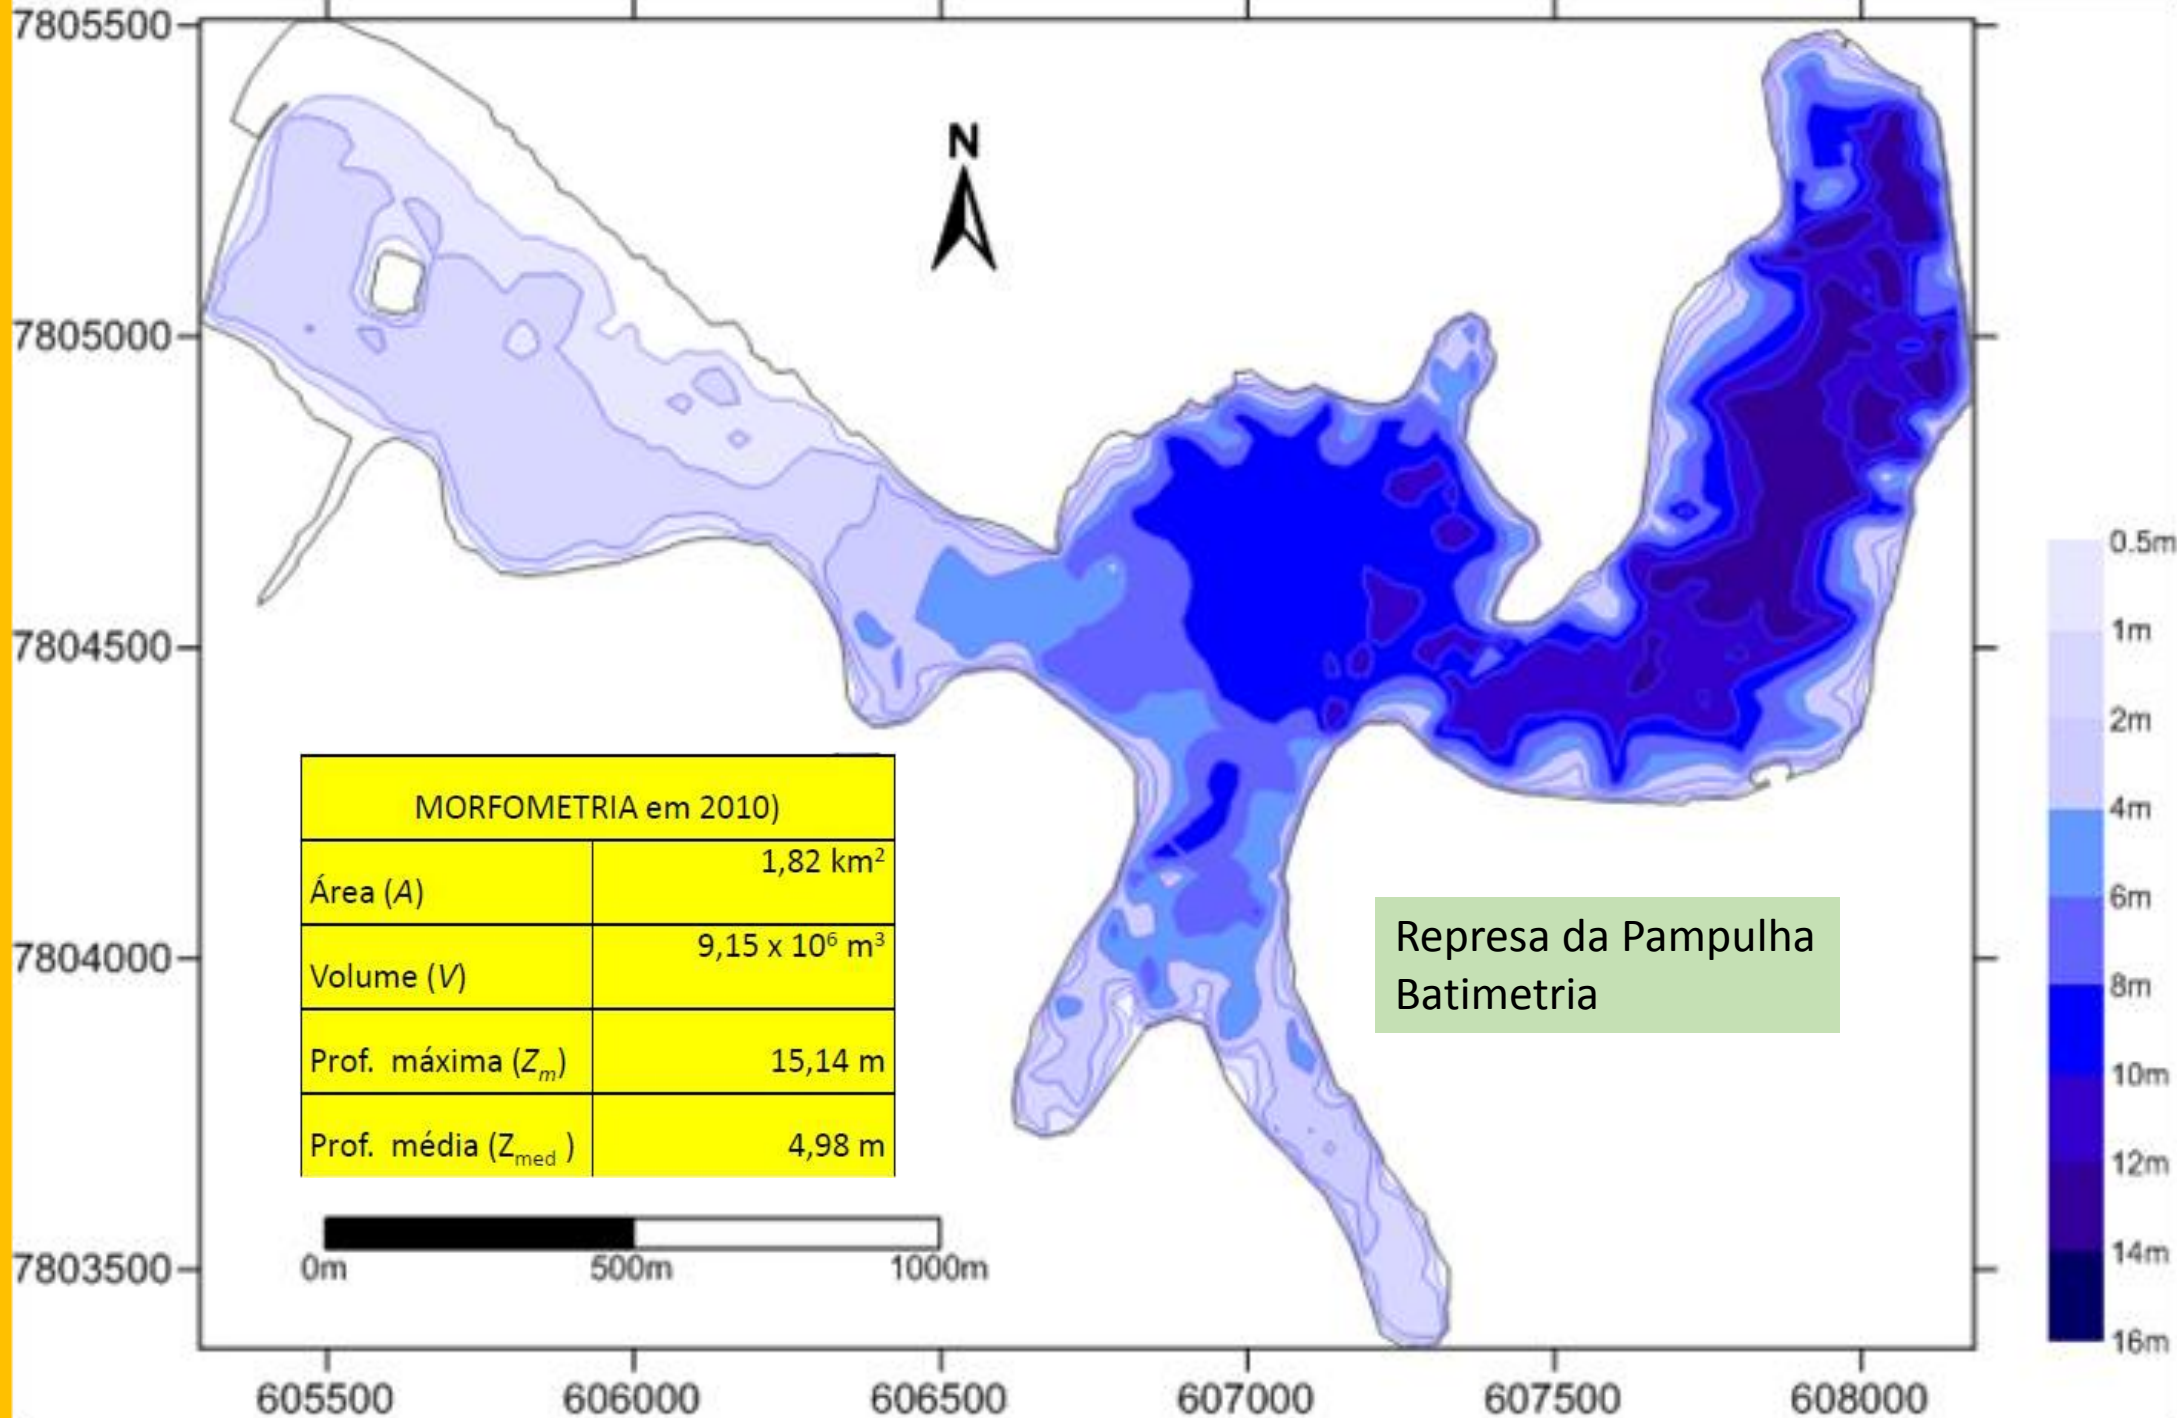 7805500
7805000
7804500
7804000
7803500
N
MORFOMETRIA em 2010)
Área (A) 1,82 km²
Volume (V) 9,15 x 10⁶ m³
Prof. máxima (Zm) 15,14 m
Prof. média (Zmed ) 4,98 m
0m 500m 1000m
Represa da Pampulha
Batimetria
0.5m
1m
2m
4m
6m
8m
10m
12m
14m
16m
605500 606000 606500 607000 607500 608000